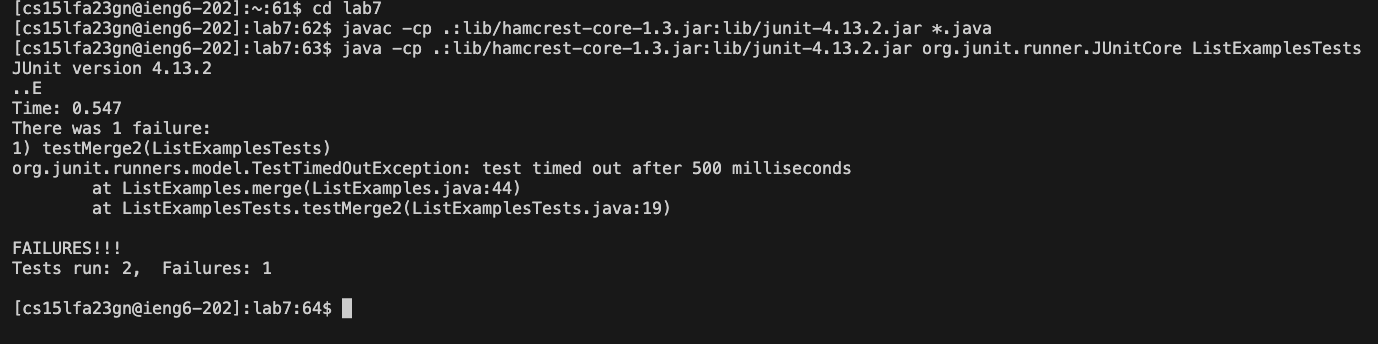 [cs15lfa23gn@ieng6-202]:~:61$ cd lab7
[cs15lfa23gn@ieng6-202]:lab7:62$ javac -cp .:lib/hamcrest-core-1.3.jar:lib/junit-4.13.2.jar *.java
[cs15lfa23gn@ieng6-202]:lab7:63$ java -cp .:lib/hamcrest-core-1.3.jar:lib/junit-4.13.2.jar org.junit.runner.JUnitCore ListExamplesTests
JUnit version 4.13.2
..E
Time: 0.547
There was 1 failure:
1) testMerge2(ListExamplesTests)
org.junit.runners.model.TestTimedOutException: test timed out after 500 milliseconds
at ListExamples.merge(ListExamples.java:44)
at ListExamplesTests.testMerge2(ListExamplesTests.java:19)
FAILURES!!!
Tests run: 2,  Failures: 1
[cs15lfa23gn@ieng6-202]:lab7:64$